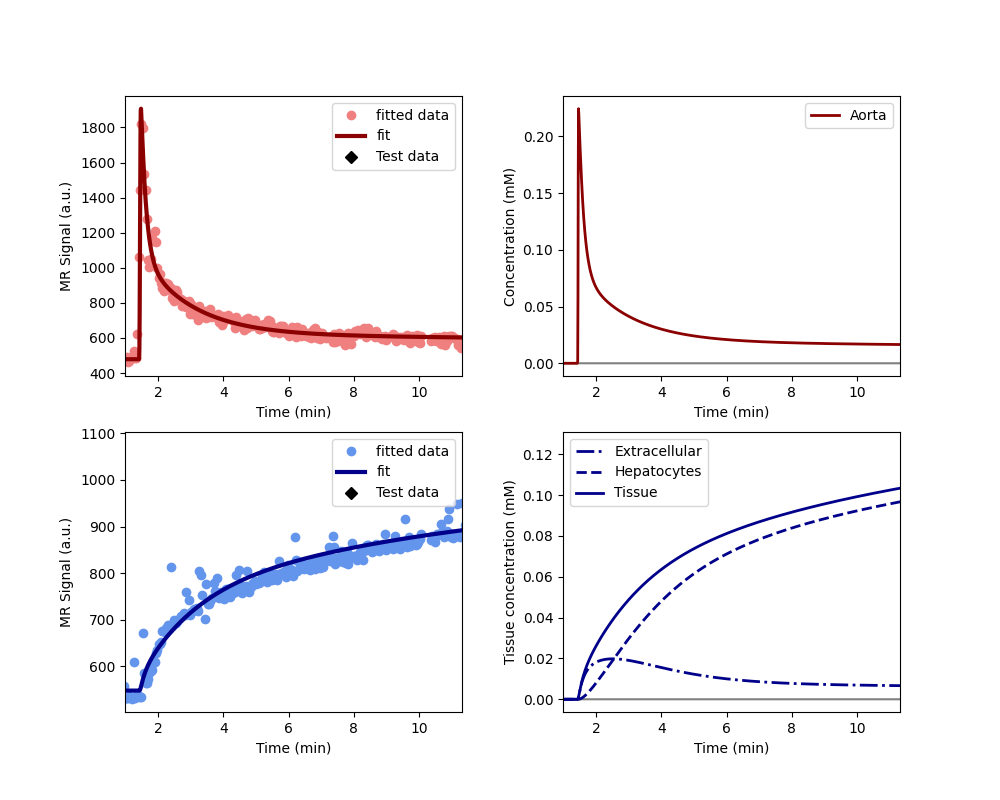 MR Signal (a.u.)
1800
1600
1400
1200
1000
800
600
400
2 4 6 8 10
Time (min)
fitted data
fit
Test data
Concentration (mM)
0.20
0.15
0.10
0.05
0.00
2 4 6 8 10
Time (min)
Aorta
MR Signal (a.u.)
1100
1000
900
800
700
600
2 4 6 8 10
Time (min)
fitted data
fit
Test data
Tissue concentration (mM)
0.12
0.10
0.08
0.06
0.04
0.02
0.00
2 4 6 8 10
Time (min)
Extracellular
Hepatocytes
Tissue